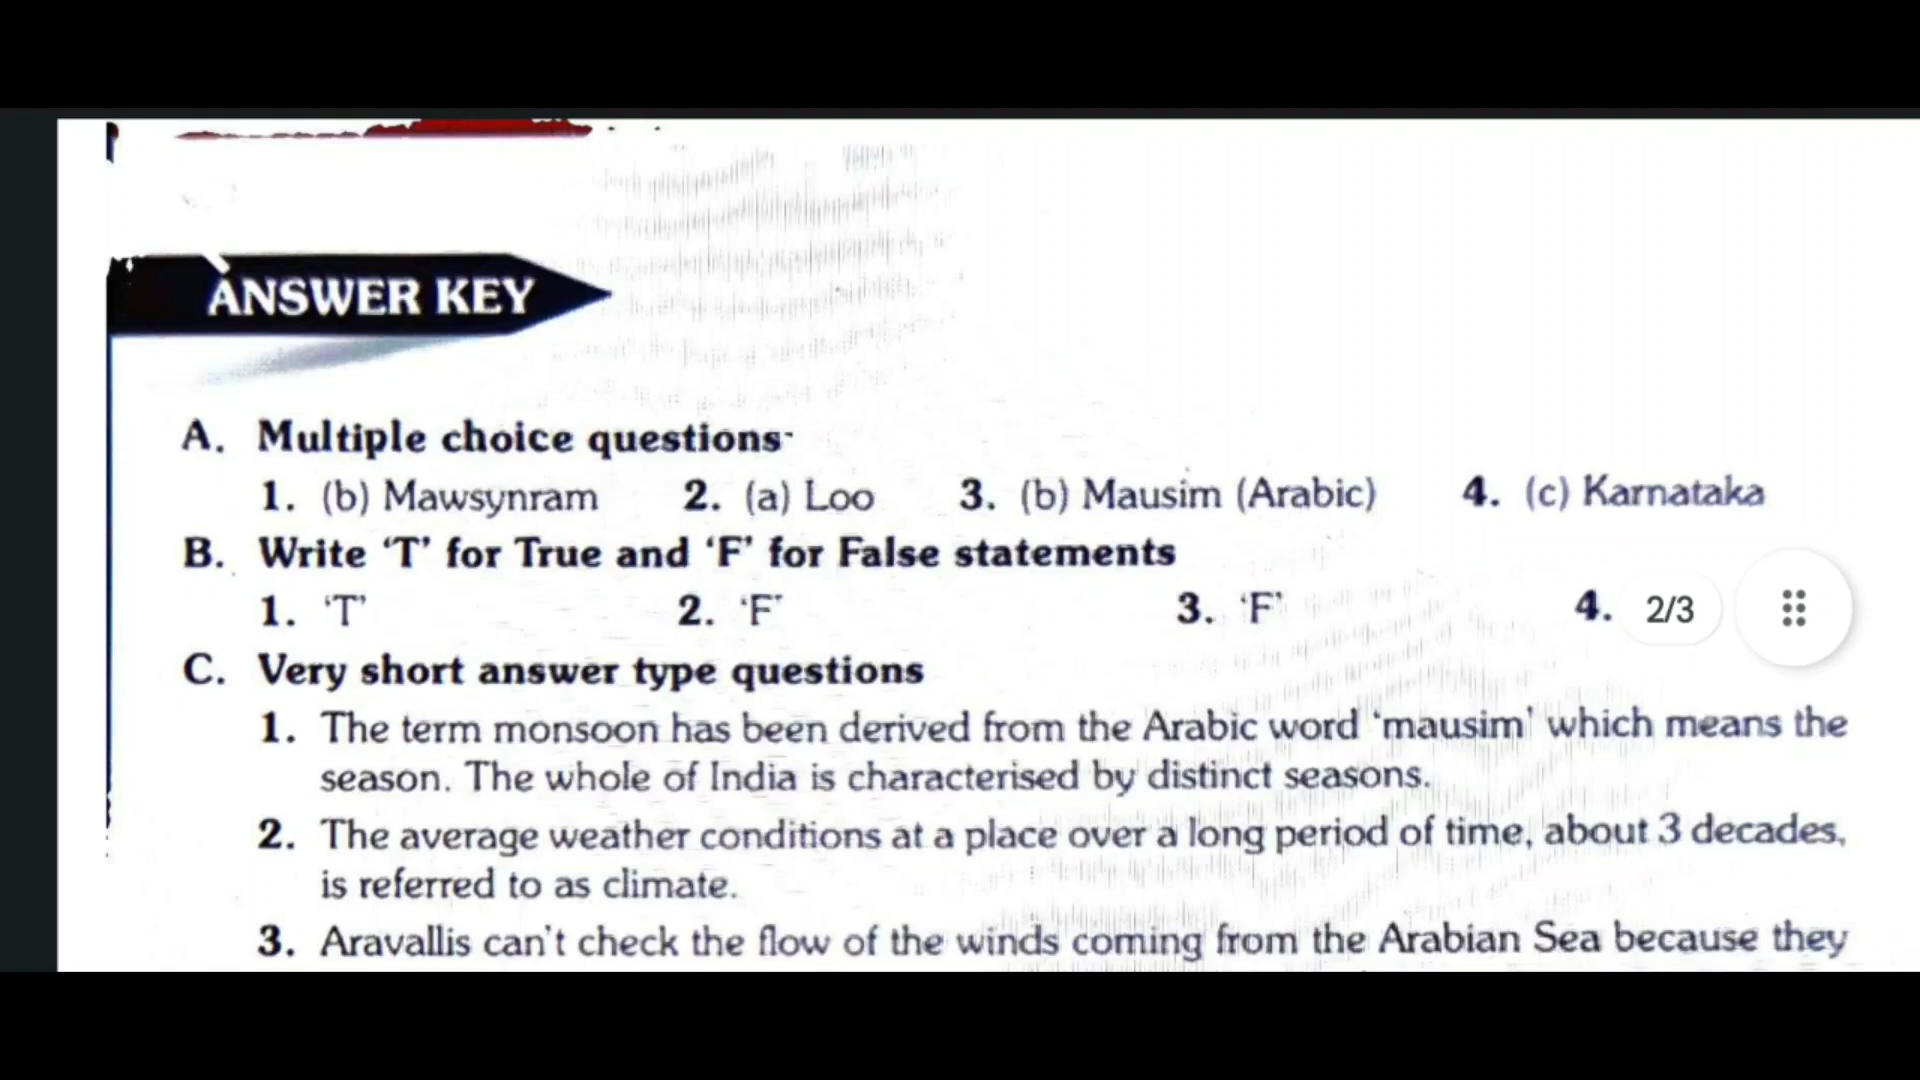 ANSWER KEY
A. Multiple choice questions
1. (b) Mawsynram 2. (a) Loo 3. (b) Mausim (Arabic) 4. (c) Karnataka
B. Write ‘T’ for True and ‘F’ for False statements
1. ‘T’ 2. ‘F’ 3. ‘F’ 4. 2/3
C. Very short answer type questions
1. The term monsoon has been derived from the Arabic word ‘mausim’ which means the
season. The whole of India is characterised by distinct seasons.
2. The average weather conditions at a place over a long period of time, about 3 decades,
is referred to as climate.
3. Aravallis can't check the flow of the winds coming from the Arabian Sea because they